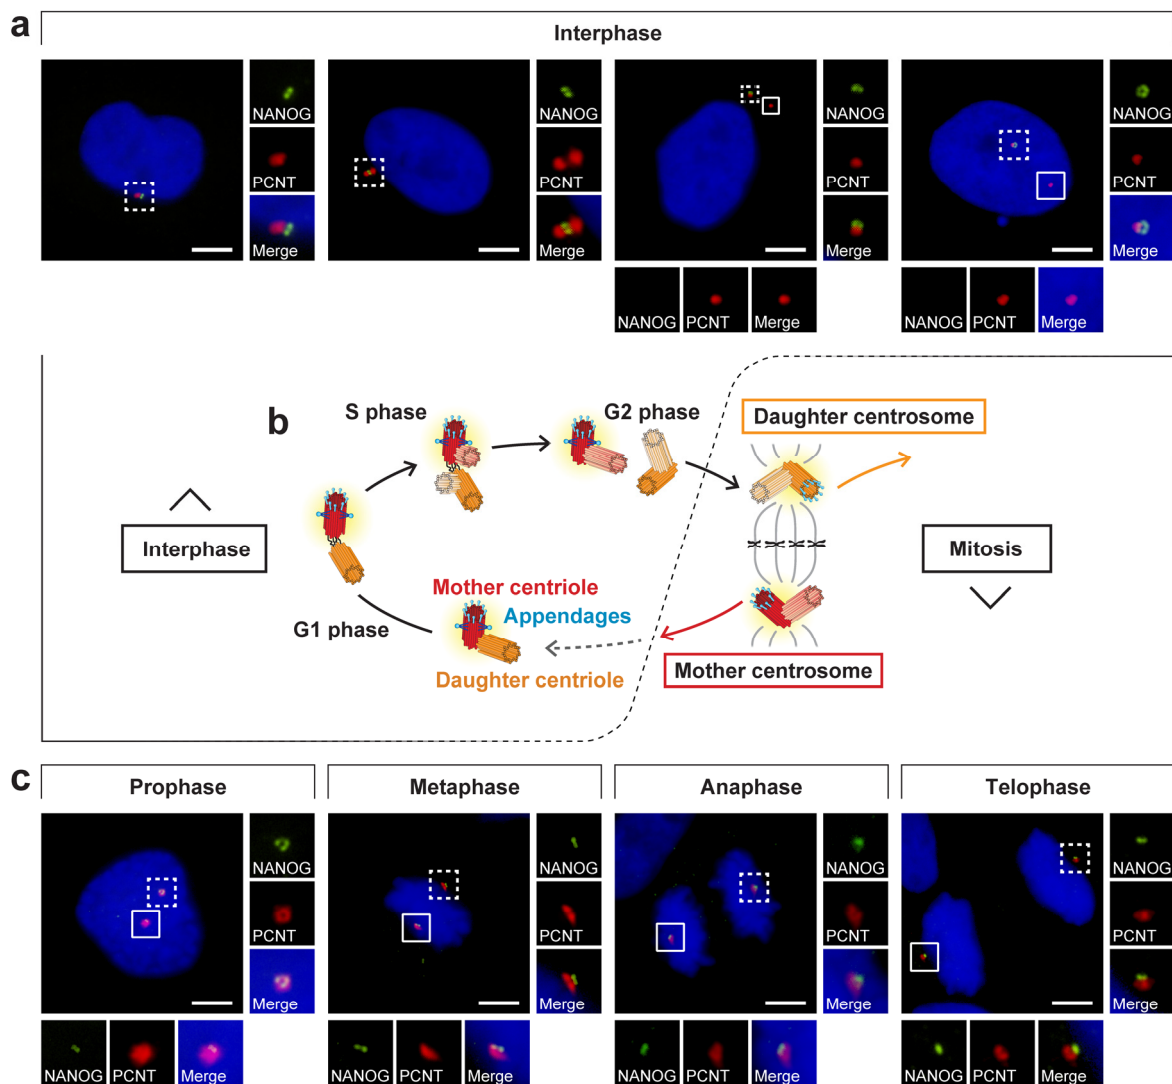 a
Interphase
NANOG
PCNT
Merge
NANOG
PCNT
Merge
NANOG
PCNT
Merge
NANOG
PCNT
Merge
NANOG PCNT Merge
NANOG PCNT Merge
b
S phase
G2 phase
Daughter centrosome
Interphase
Mitosis
G1 phase
Mother centriole
Appendages
Daughter centriole
Mother centrosome
c
Prophase
Metaphase
Anaphase
Telophase
NANOG
PCNT
Merge
NANOG
PCNT
Merge
NANOG
PCNT
Merge
NANOG
PCNT
Merge
NANOG PCNT Merge
NANOG PCNT Merge
NANOG PCNT Merge
NANOG PCNT Merge